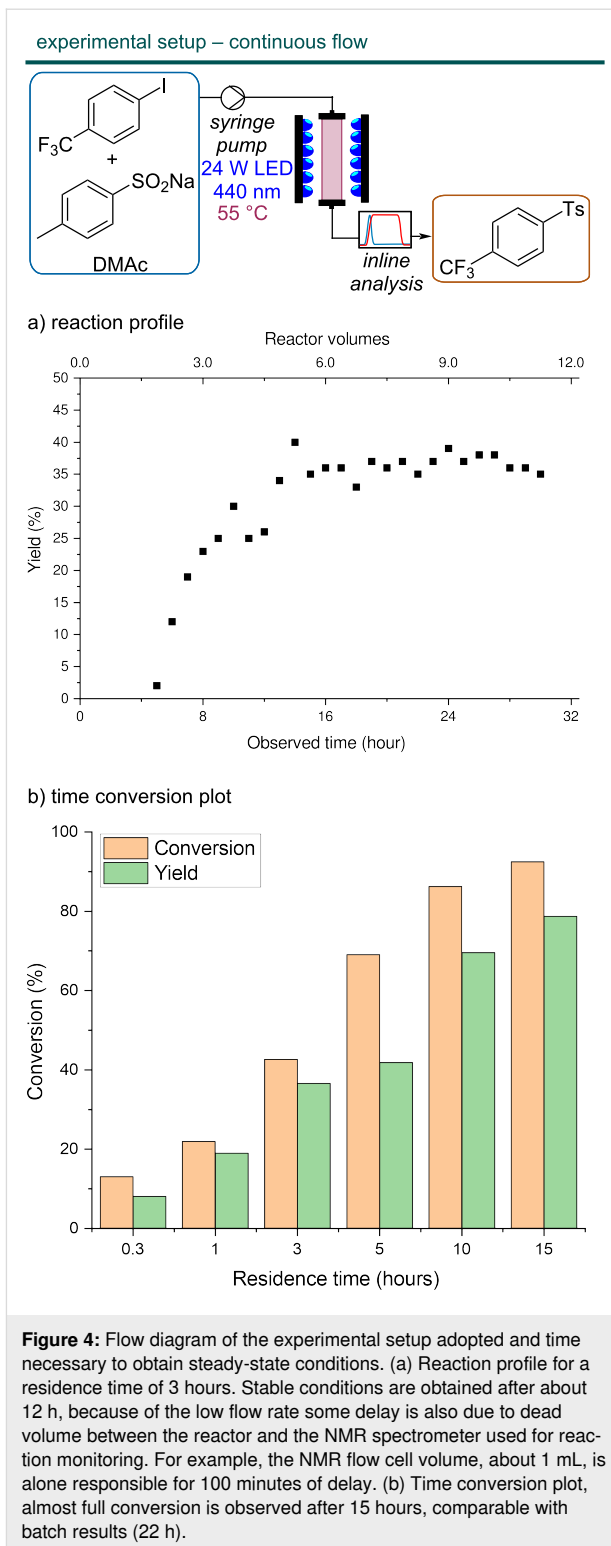 experimental setup – continuous flow
I
F₃C
+
SO₂Na
DMAc
syringe
pump
24 W LED
440 nm
55 °C
inline
analysis
Ts
CF₃
a) reaction profile
Reactor volumes
0.0 3.0 6.0 9.0 12.0
50
45
40
35
30
25
20
15
10
5
0
Yield (%)
0 8 16 24 32
Observed time (hour)
b) time conversion plot
100
80
60
40
20
0
Conversion (%)
Conversion
Yield
0.3 1 3 5 10 15
Residence time (hours)
Figure 4: Flow diagram of the experimental setup adopted and time
necessary to obtain steady-state conditions. (a) Reaction profile for a
residence time of 3 hours. Stable conditions are obtained after about
12 h, because of the low flow rate some delay is also due to dead
volume between the reactor and the NMR spectrometer used for reac-
tion monitoring. For example, the NMR flow cell volume, about 1 mL, is
alone responsible for 100 minutes of delay. (b) Time conversion plot,
almost full conversion is observed after 15 hours, comparable with
batch results (22 h).